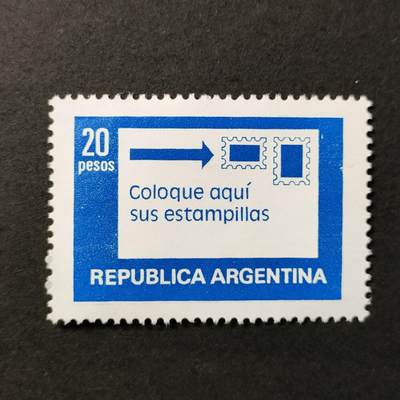 20
pesos
Coloque aquí
sus estampillas
REPUBLICA ARGENTINA